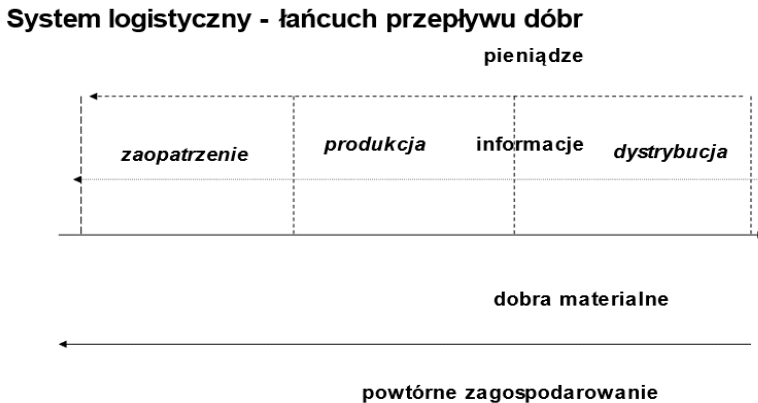 System logistyczny - łańcuch przepływu dóbr
pieniądze
zaopatrzenie
produkcja
informacje
dystrybucja
dobra materialne
powtórne zagospodarowanie